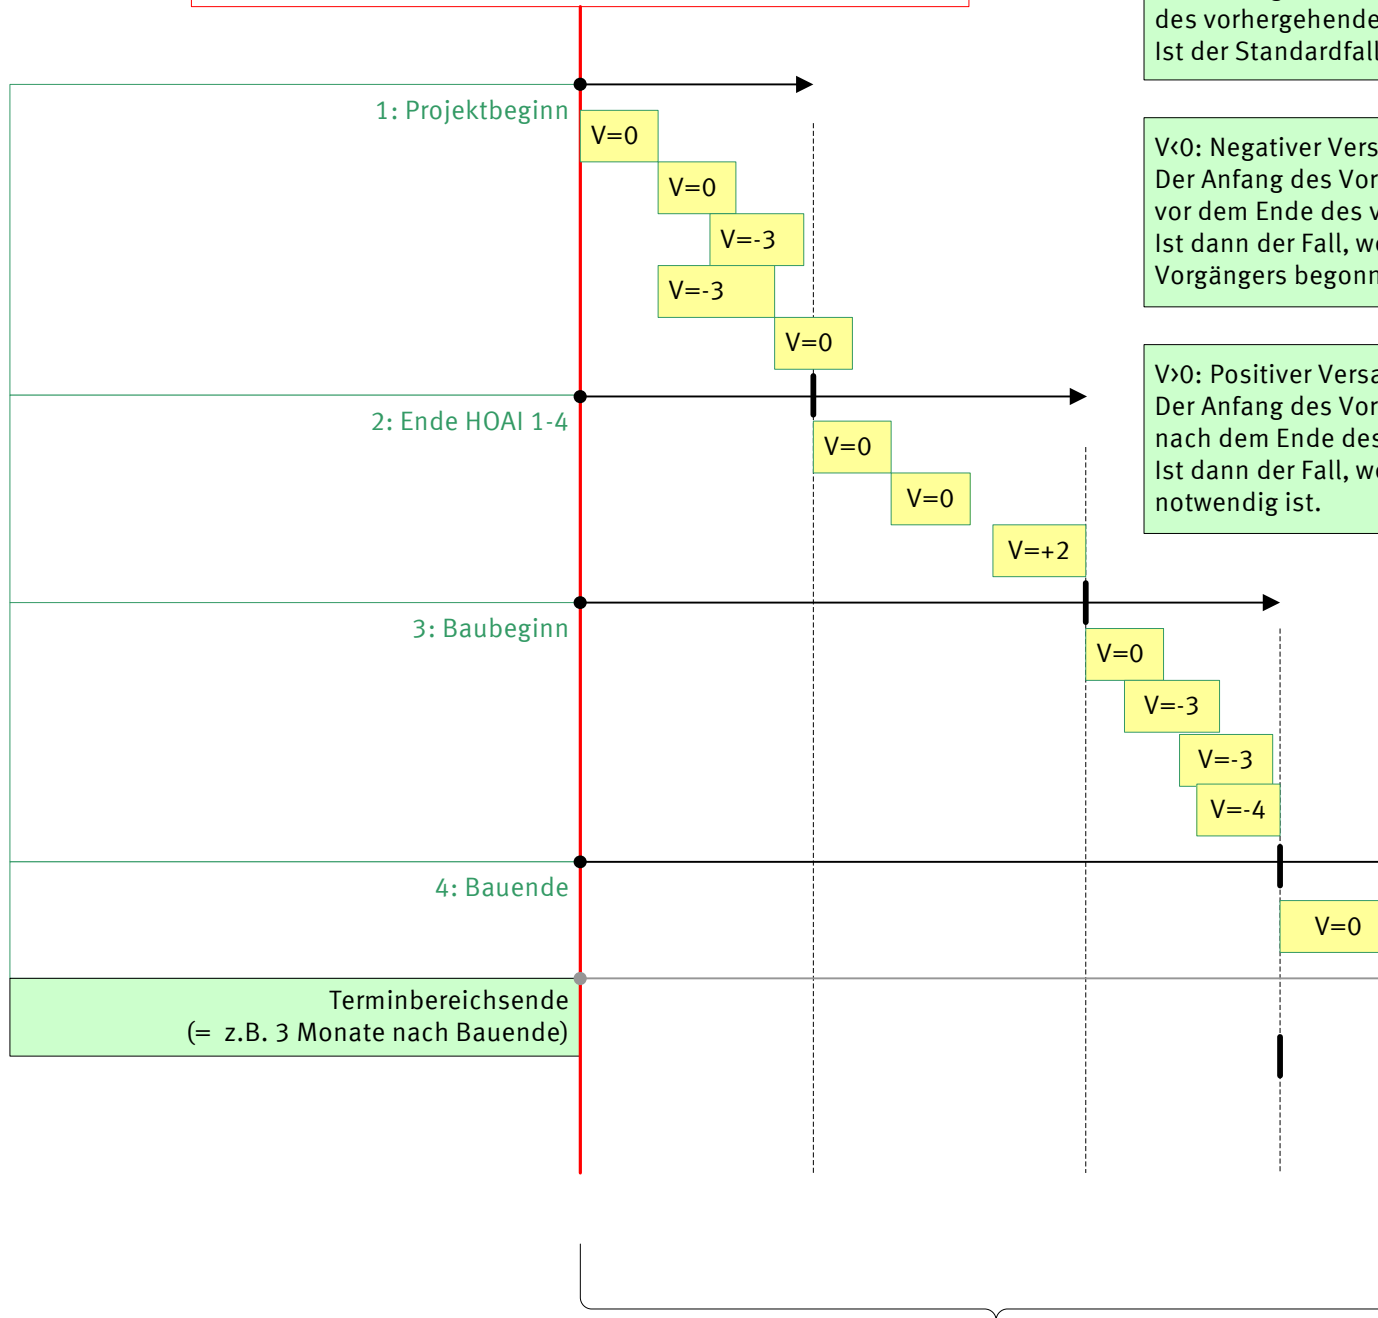 des vorhergehende
Ist der Standardfall
1: Projektbeginn
V=0
V=0
V<0: Negativer Vers
Der Anfang des Vor
vor dem Ende des v
Ist dann der Fall, we
Vorgängers begonn
V=-3
V=-3
V=0
V>0: Positiver Versa
Der Anfang des Vor
nach dem Ende des
Ist dann der Fall, we
notwendig ist.
2: Ende HOAI 1-4
V=0
V=0
V=+2
3: Baubeginn
V=0
V=-3
V=-3
V=-4
4: Bauende
V=0
Terminbereichsende
(= z.B. 3 Monate nach Bauende)